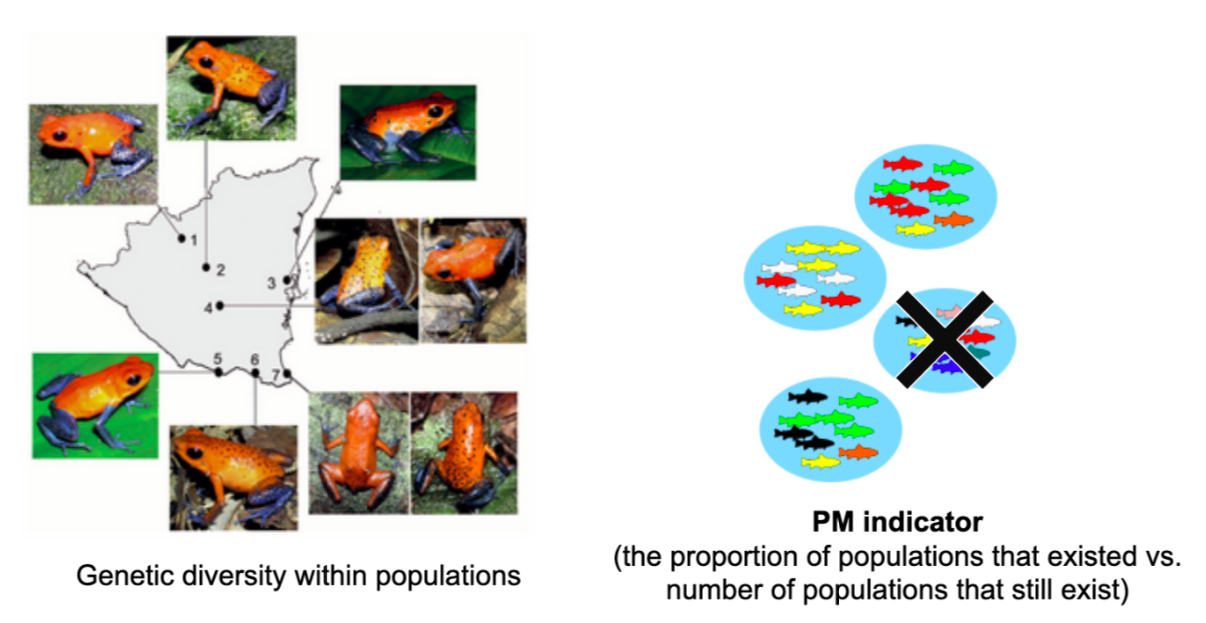 1
2
3
4
5
6
7
Genetic diversity within populations
PM indicator
(the proportion of populations that existed vs.
number of populations that still exist)